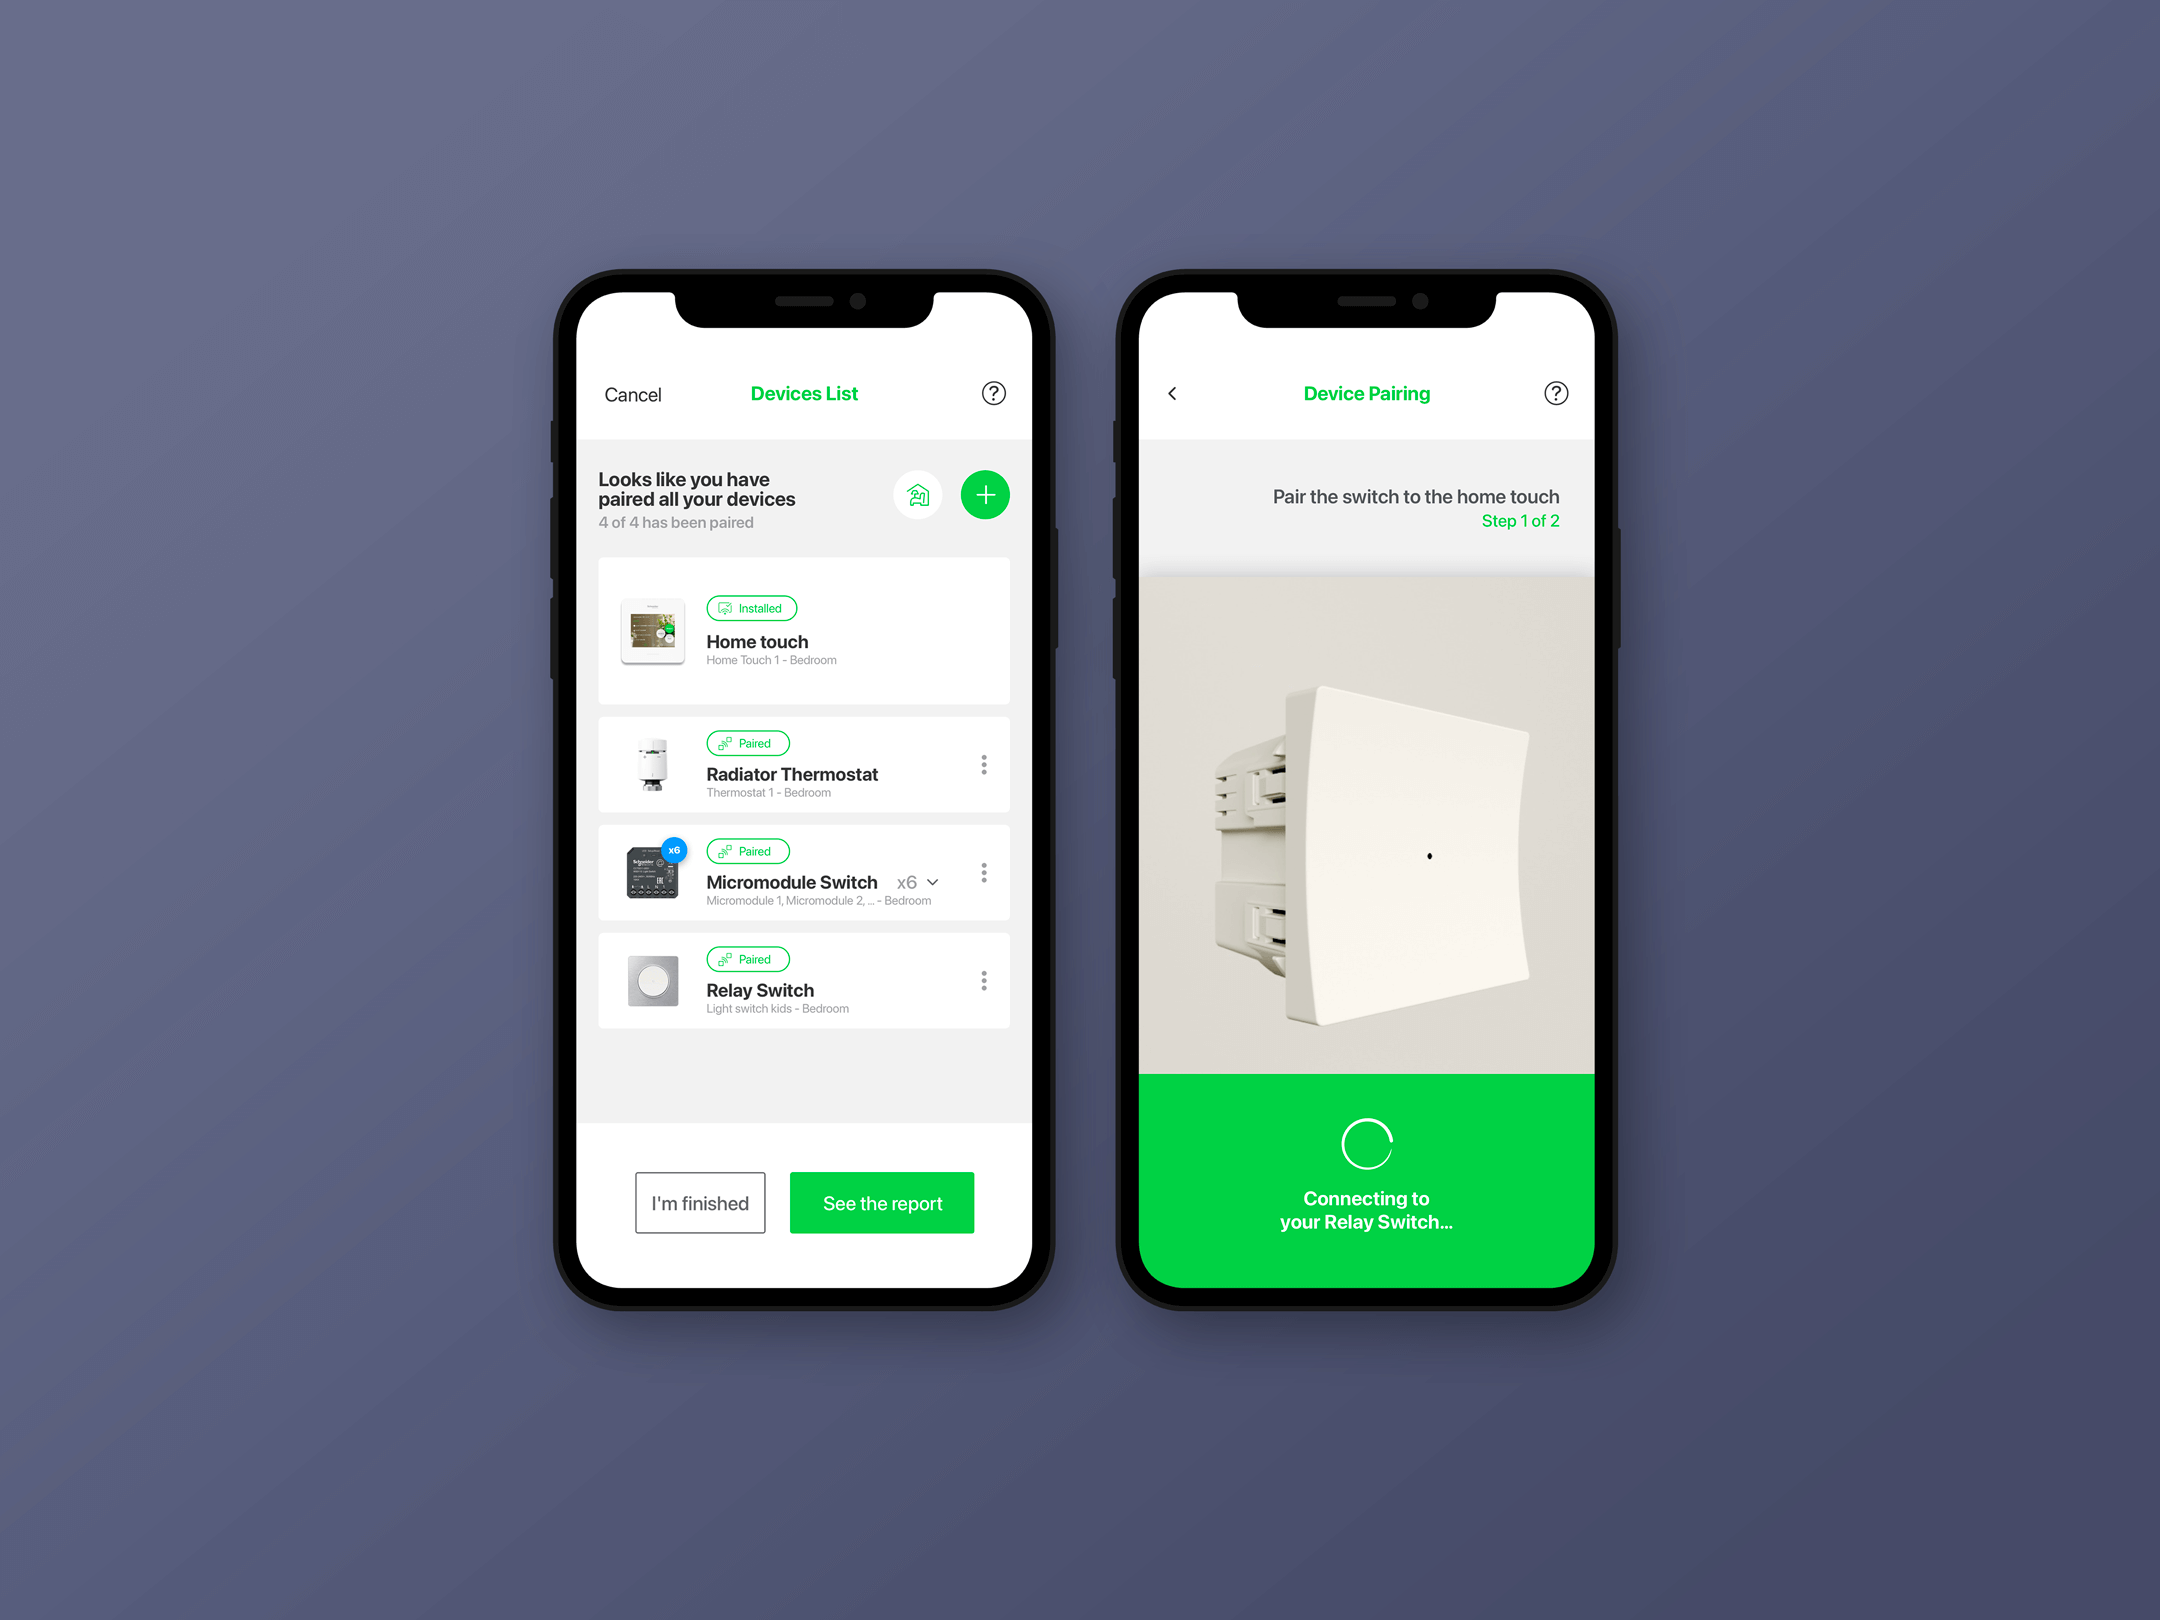 Cancel
Devices List
Looks like you have
paired all your devices
4 of 4 has been paired
Installed
Home touch
Home Touch 1 - Bedroom
Paired
Radiator Thermostat
Thermostat 1 - Bedroom
x6
Schneider
Paired
Micromodule Switch x6
Micromodule 1, Micromodule 2, ... - Bedroom
Paired
Relay Switch
Light switch kids - Bedroom
I'm finished
See the report
Device Pairing
Pair the switch to the home touch
Step 1 of 2
Connecting to
your Relay Switch...